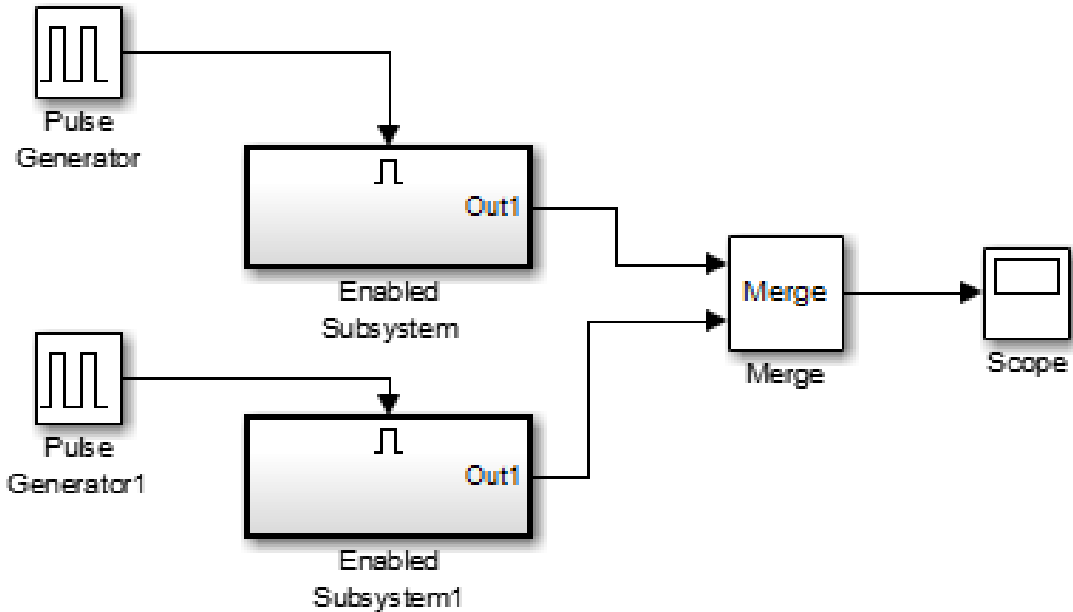 Pulse
Generator
Out1
Enabled
Subsystem
Merge
Merge
Scope
Pulse
Generator1
Out1
Enabled
Subsystem1